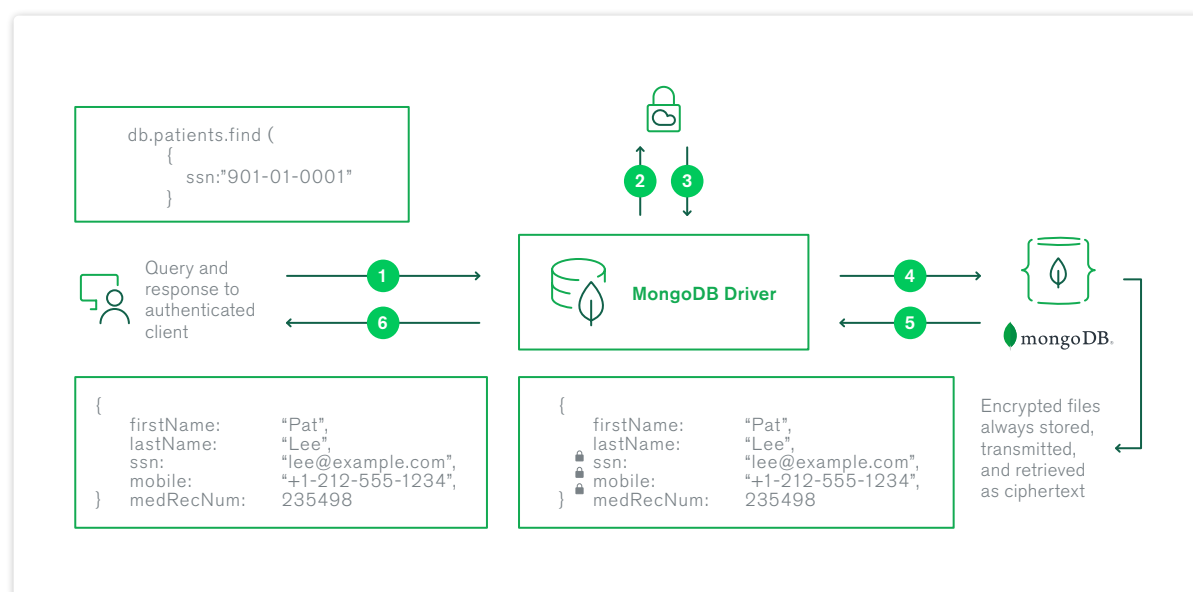 db.patients.find (
{
ssn:"901-01-0001"
}
2
3
Query and
response to
authenticated
client
1
6
MongoDB Driver
4
5
mongoDB®
{
firstName: “Pat”,
lastName: “Lee”,
ssn: “lee@example.com”,
mobile: “+1-212-555-1234”,
} medRecNum: 235498
{
firstName: “Pat”,
lastName: “Lee”,
ssn: “lee@example.com”,
mobile: “+1-212-555-1234”,
} medRecNum: 235498
Encrypted files
always stored,
transmitted,
and retrieved
as ciphertext